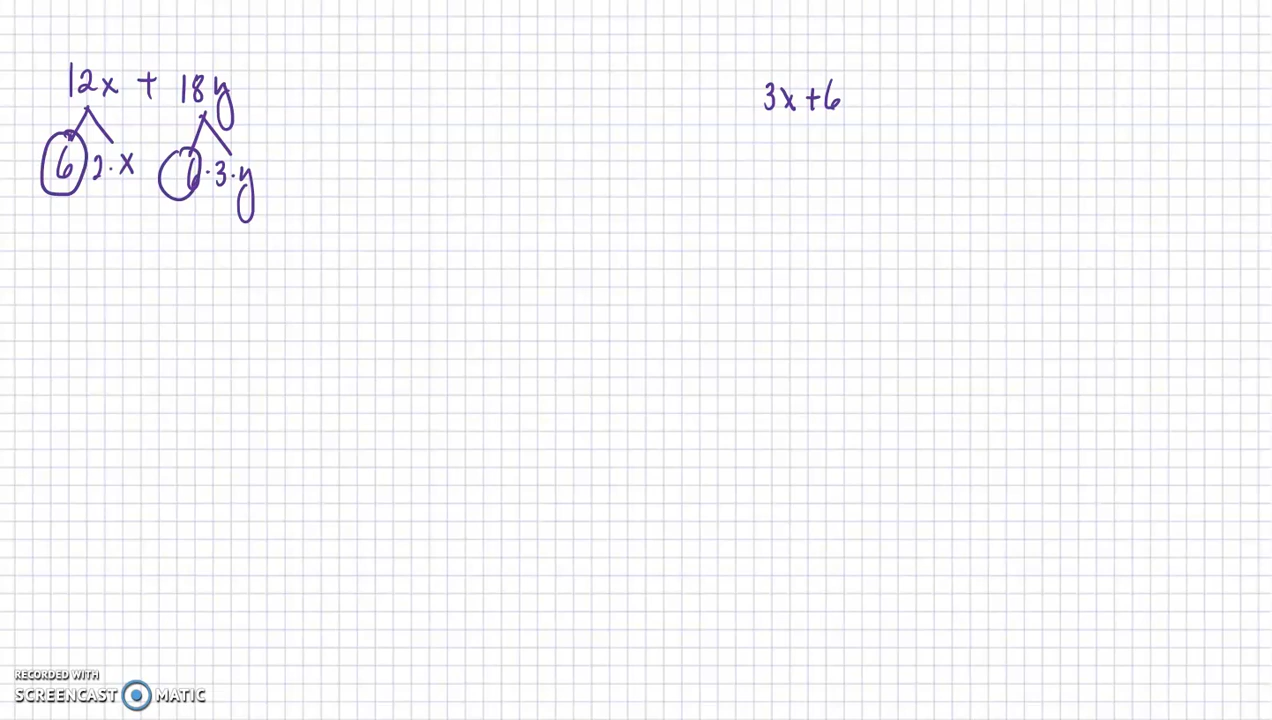 12x + 18y
6 2·x 6·3·y
3x+6
RECORDED WITH
SCREENCAST MATIC